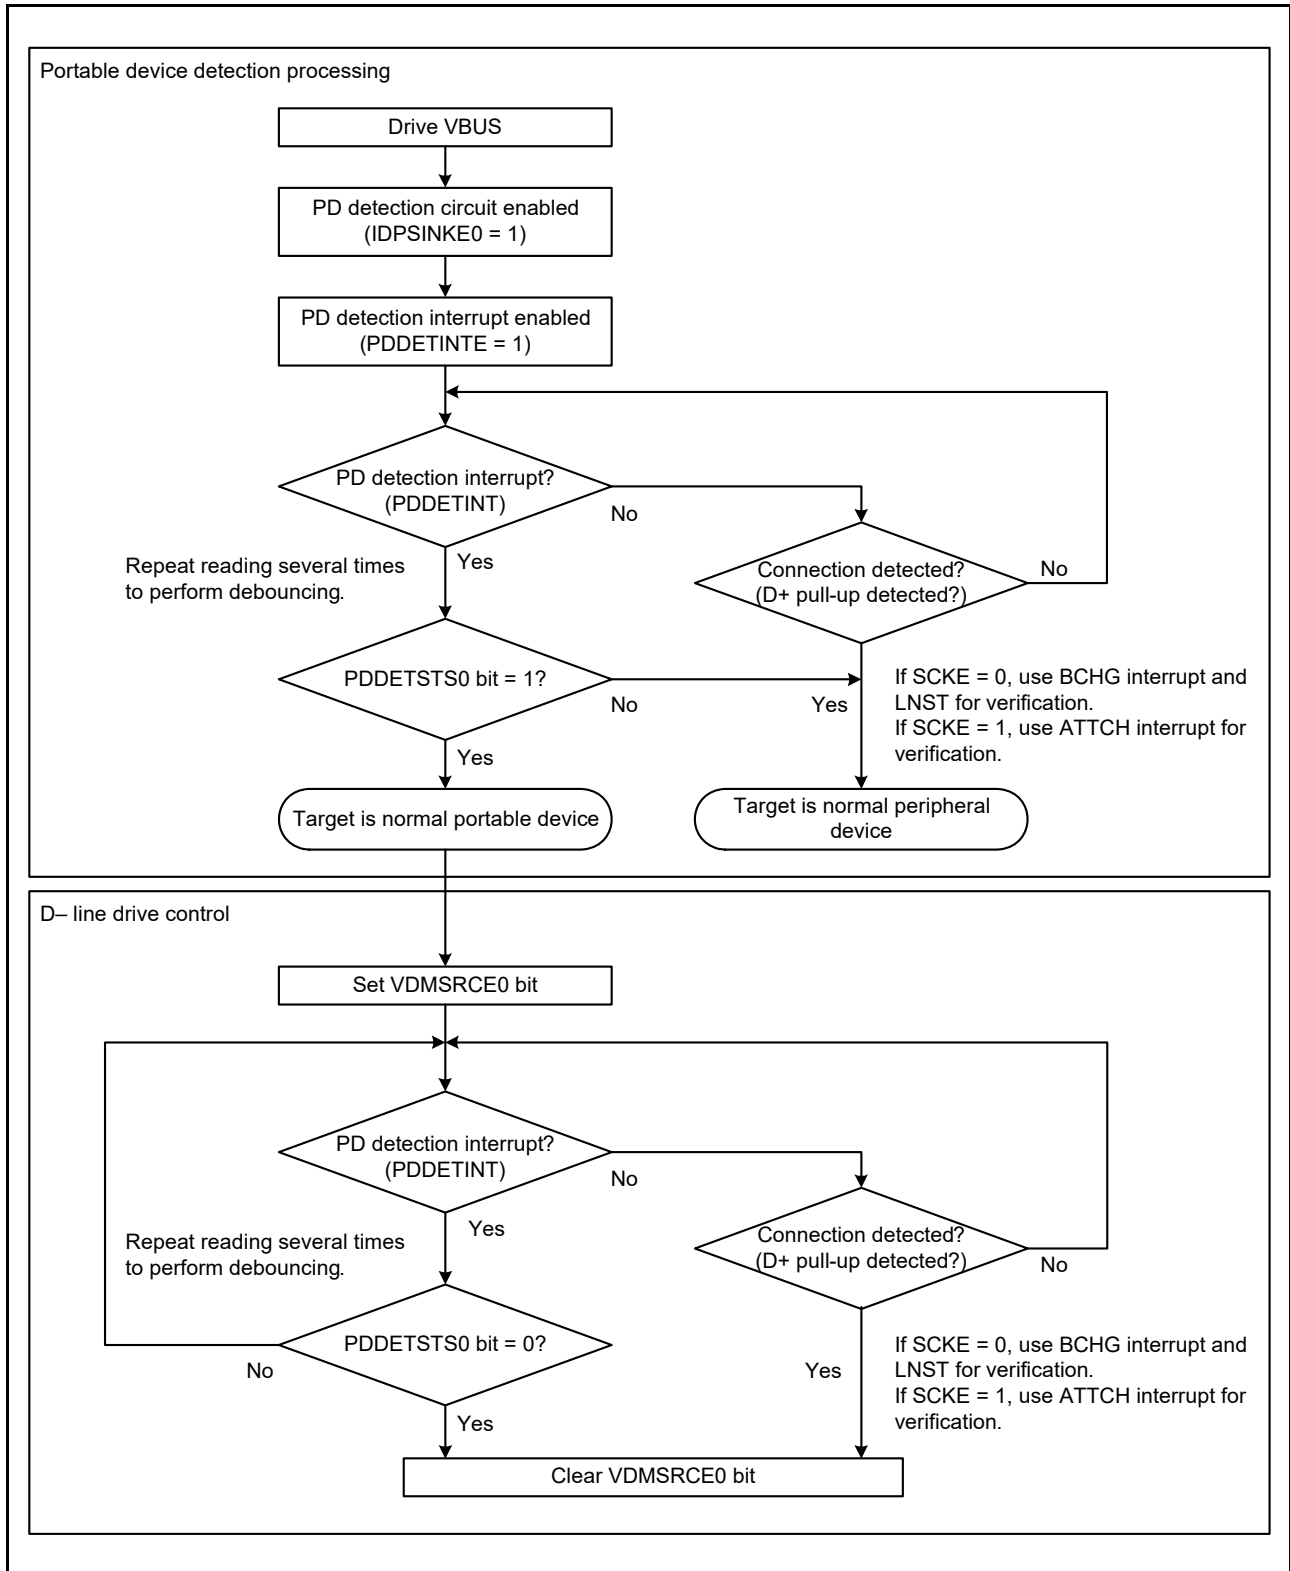 Portable device detection processing
Drive VBUS
PD detection circuit enabled
(IDPSINKE0 = 1)
PD detection interrupt enabled
(PDDETINTE = 1)
PD detection interrupt?
(PDDETINT)
No
Yes
Repeat reading several times
to perform debouncing.
Connection detected?
(D+ pull-up detected?)
No
PDDETSTS0 bit = 1?
No
Yes
If SCKE = 0, use BCHG interrupt and
LNST for verification.
If SCKE = 1, use ATTCH interrupt for
verification.
Yes
Target is normal portable device
Target is normal peripheral
device
D– line drive control
Set VDMSRCE0 bit
PD detection interrupt?
(PDDETINT)
No
Yes
Repeat reading several times
to perform debouncing.
Connection detected?
(D+ pull-up detected?)
No
PDDETSTS0 bit = 0?
No
Yes
If SCKE = 0, use BCHG interrupt and
LNST for verification.
If SCKE = 1, use ATTCH interrupt for
verification.
Yes
Clear VDMSRCE0 bit